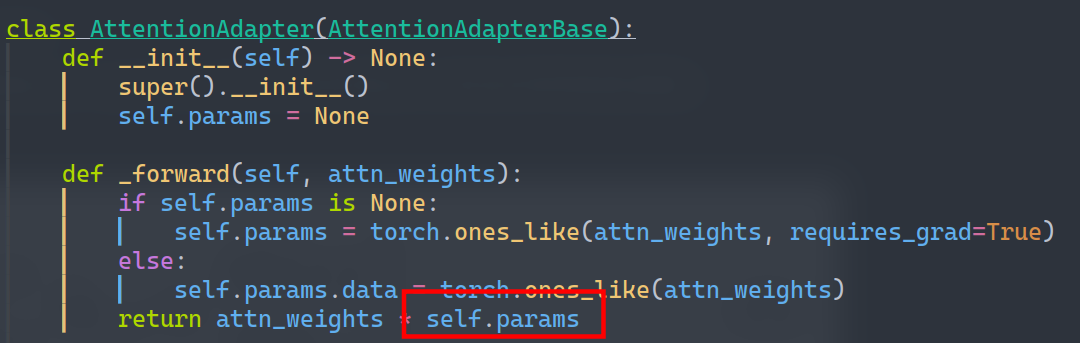 class AttentionAdapter(AttentionAdapterBase):
    def __init__(self) -> None:
        super().__init__()
        self.params = None

    def _forward(self, attn_weights):
        if self.params is None:
            self.params = torch.ones_like(attn_weights, requires_grad=True)
        else:
            self.params.data = torch.ones_like(attn_weights)
        return attn_weights * self.params